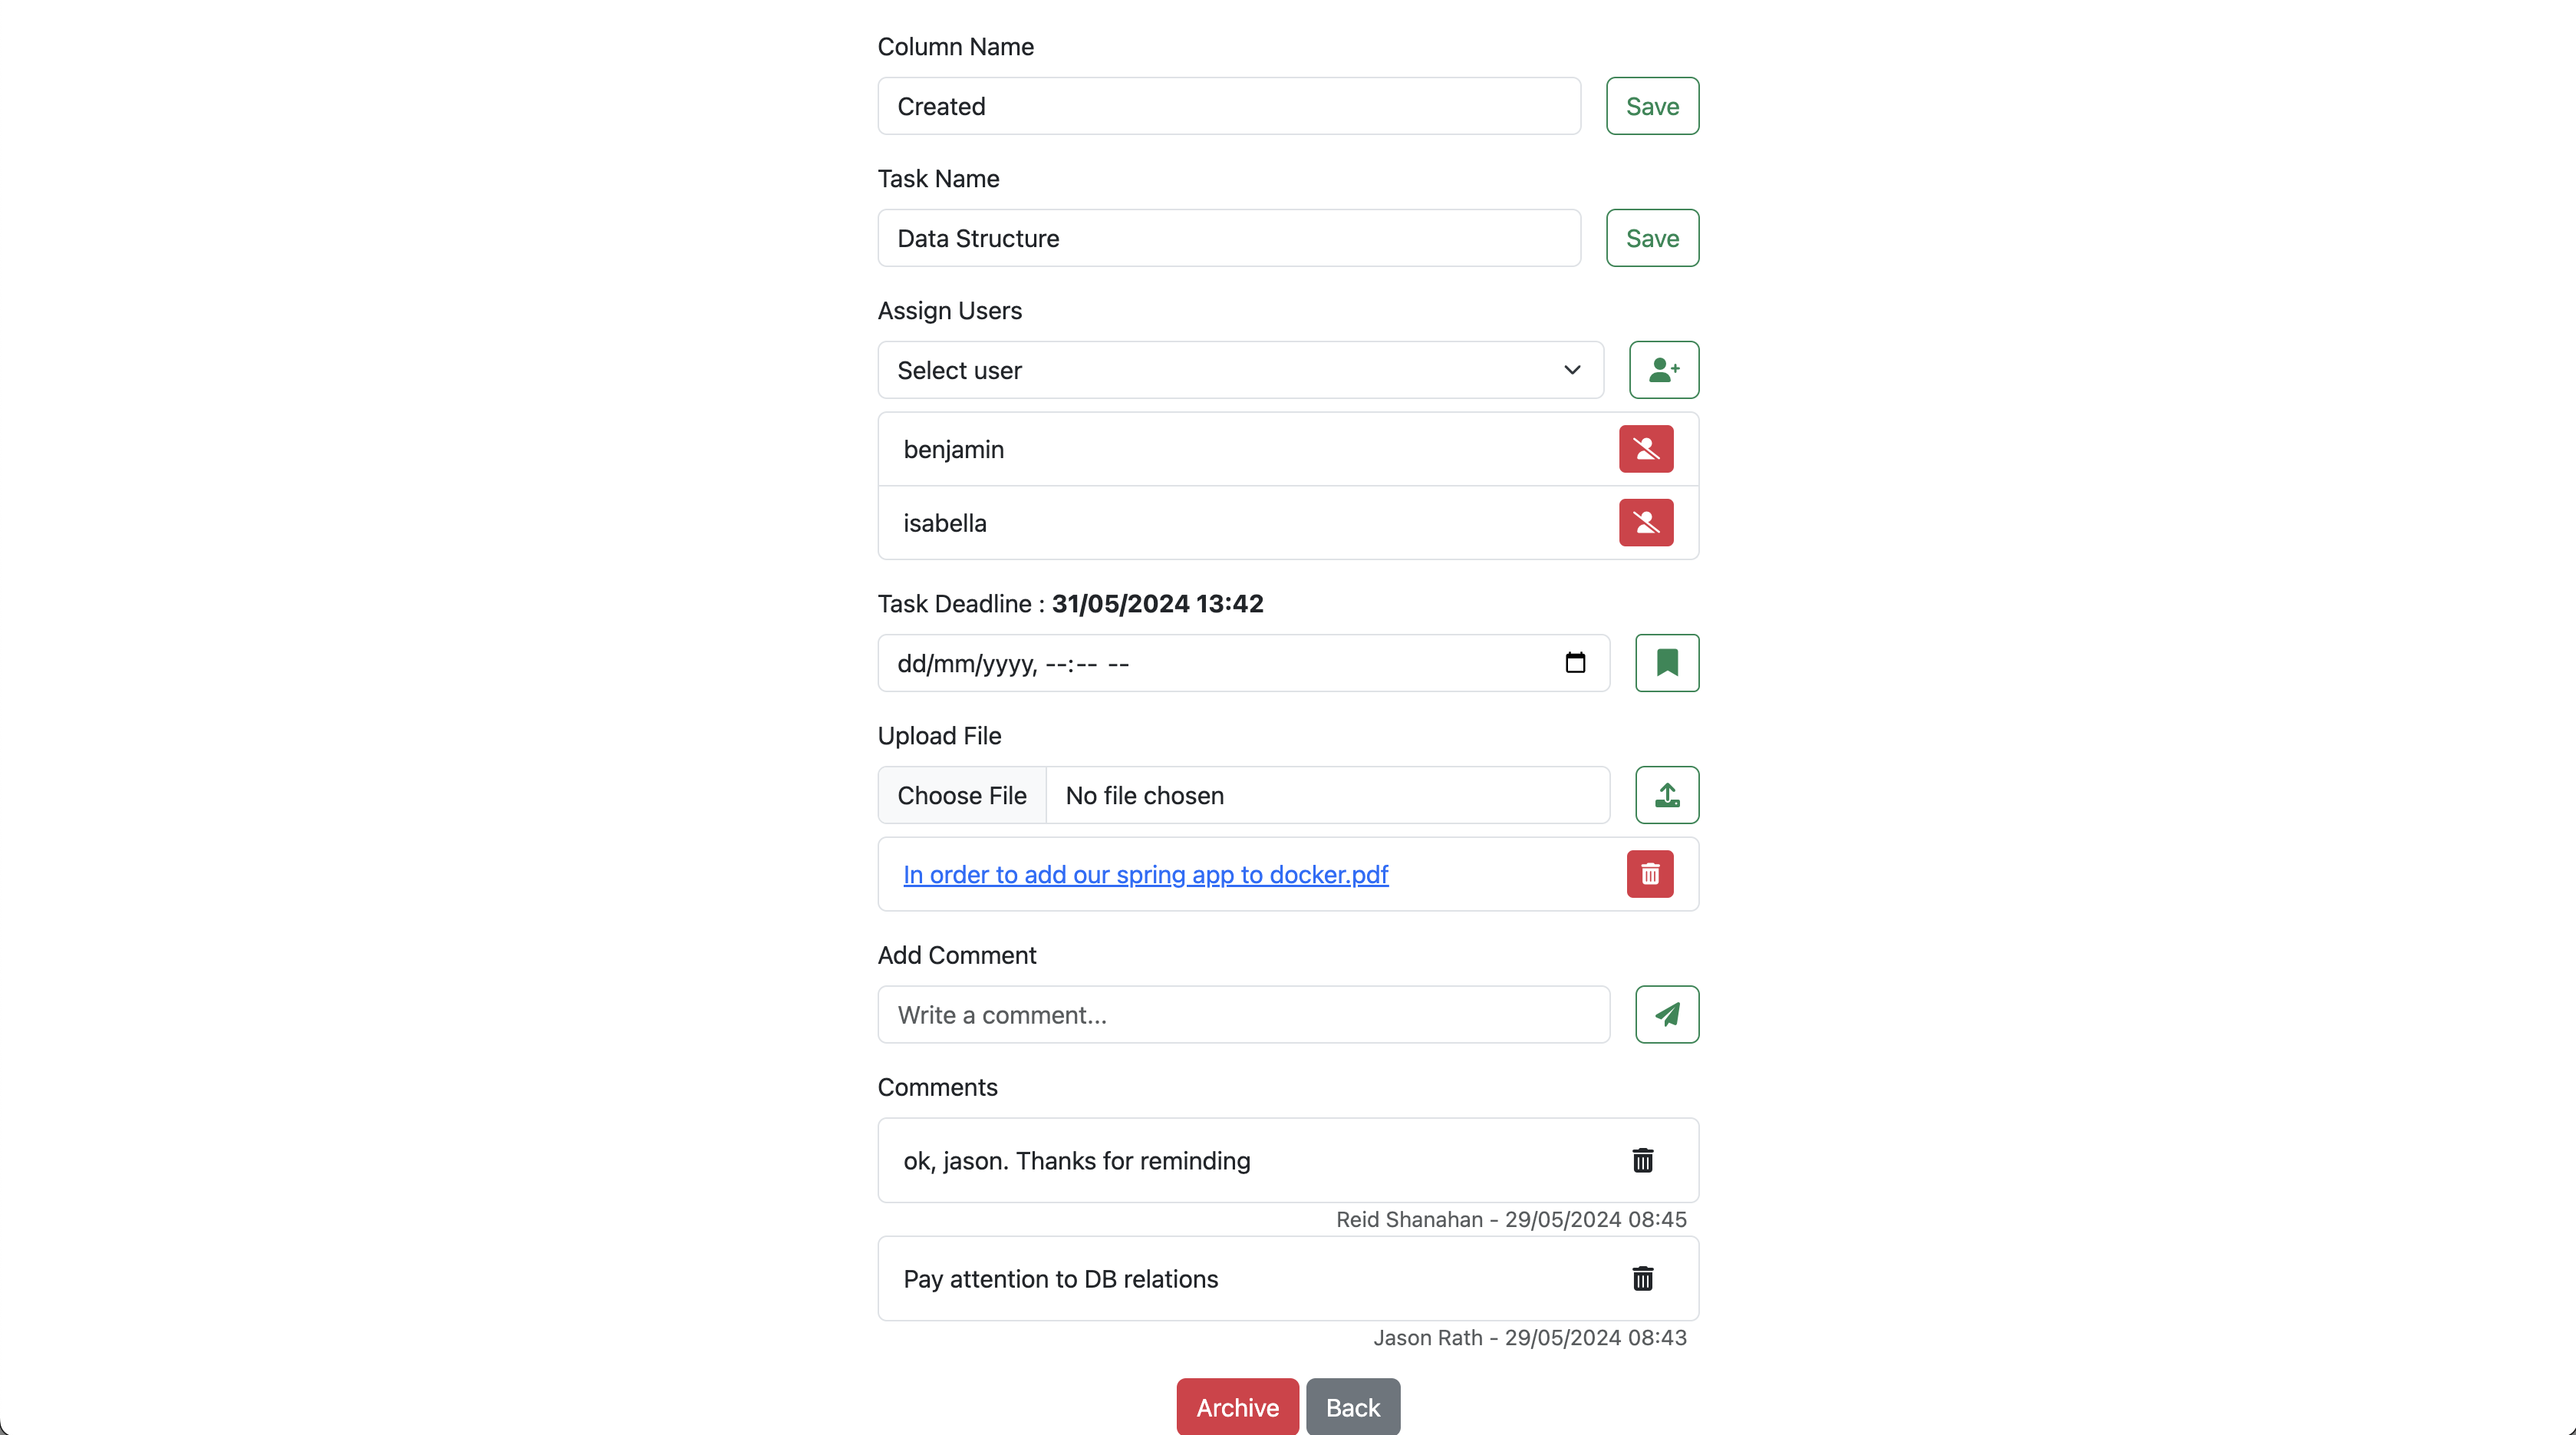 Column Name
Created
Save
Task Name
Data Structure
Save
Assign Users
Select user
benjamin
isabella
Task Deadline : 31/05/2024 13:42
dd/mm/yyyy, --:-- --
Upload File
Choose File No file chosen
In order to add our spring app to docker.pdf
Add Comment
Write a comment...
Comments
ok, jason. Thanks for reminding
Reid Shanahan - 29/05/2024 08:45
Pay attention to DB relations
Jason Rath - 29/05/2024 08:43
Archive Back